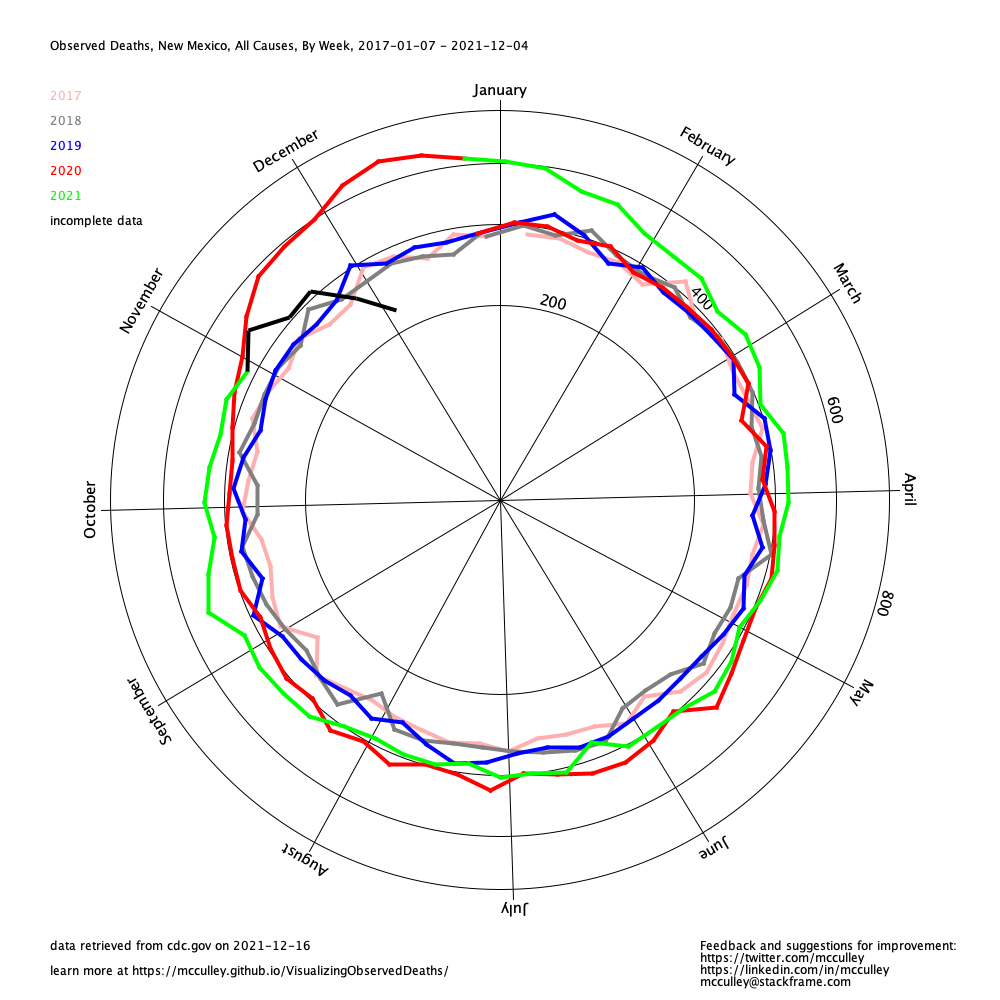 Observed Deaths, New Mexico, All Causes, By Week, 2017-01-07 - 2021-12-04
January
2017
2018
2019
2020
2021
incomplete data
December
February
November
March
200
400
600
October
April
800
September
May
August
June
July
data retrieved from cdc.gov on 2021-12-16
learn more at https://mcculley.github.io/VisualizingObservedDeaths/
Feedback and suggestions for improvement:
https://twitter.com/mcculley
https://linkedin.com/in/mcculley
mcculley@stackframe.com